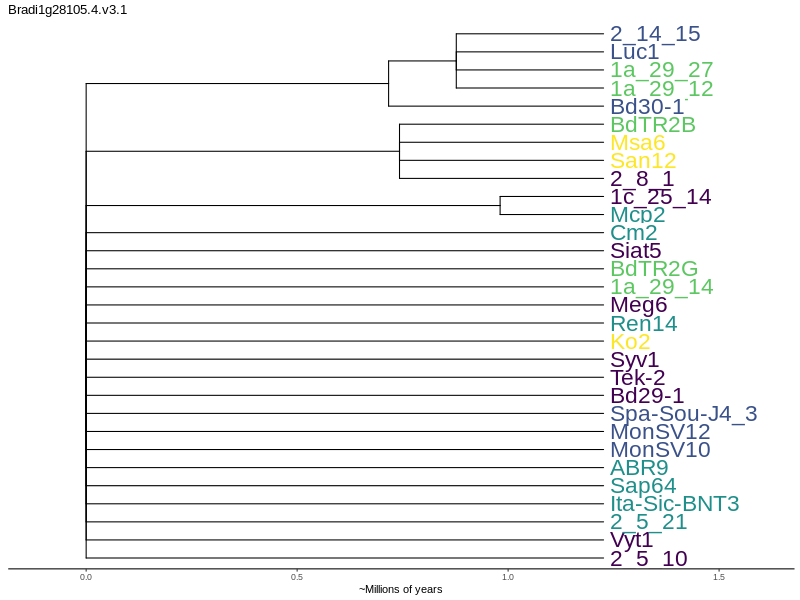 Bradi1g28105.4.v3.1
2_14_15
Luc1
1a_29_27
1a_29_12
Bd30-1
BdTR2B
Msa6
San12
2_8_1
1c_25_14
Mcp2
Cm2
Siat5
BdTR2G
1a_29_14
Meg6
Ren14
Ko2
Syv1
Tek-2
Bd29-1
Spa-Sou-J4_3
MonSV12
MonSV10
ABR9
Sap64
Ita-Sic-BNT3
2_5_21
Vyt1
2_5_10
0.0 0.5 1.0 1.5
~Millions of years